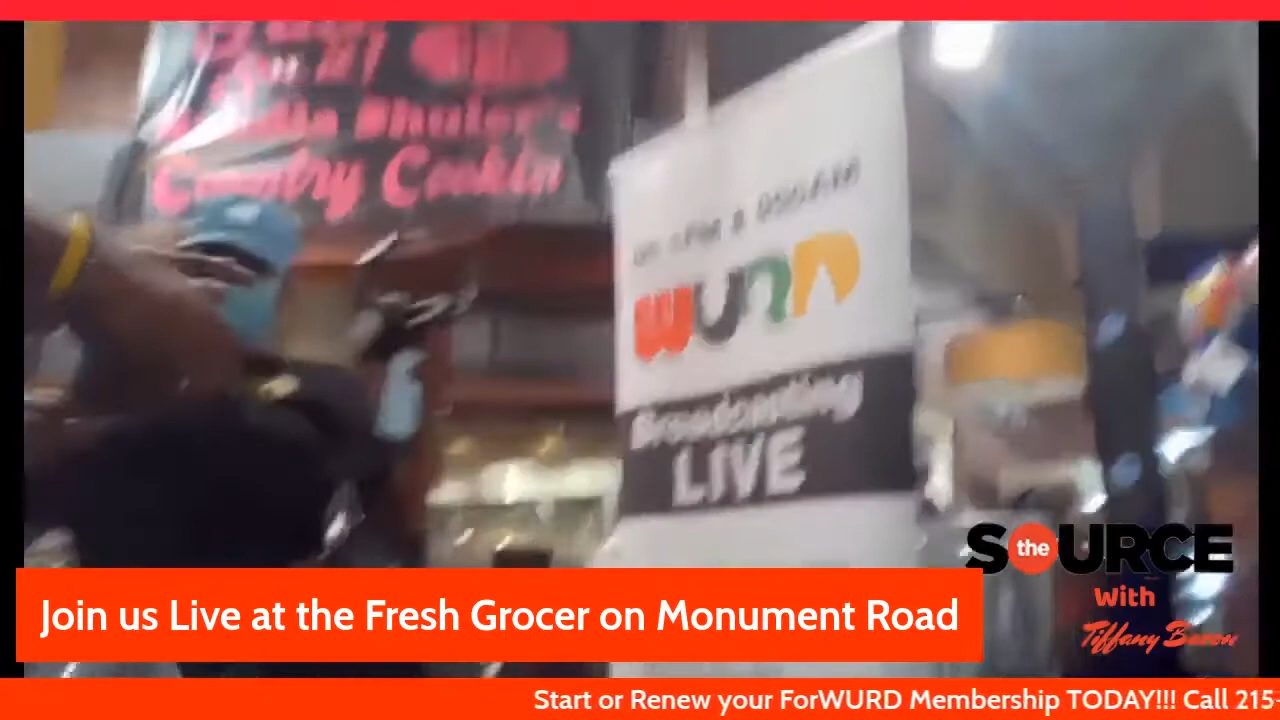 Country Cookin
WURD
Broadcasting
LIVE
the SOURCE
With
Tiffany Bacon
Join us Live at the Fresh Grocer on Monument Road
Start or Renew your ForWURD Membership TODAY!!! Call 215-